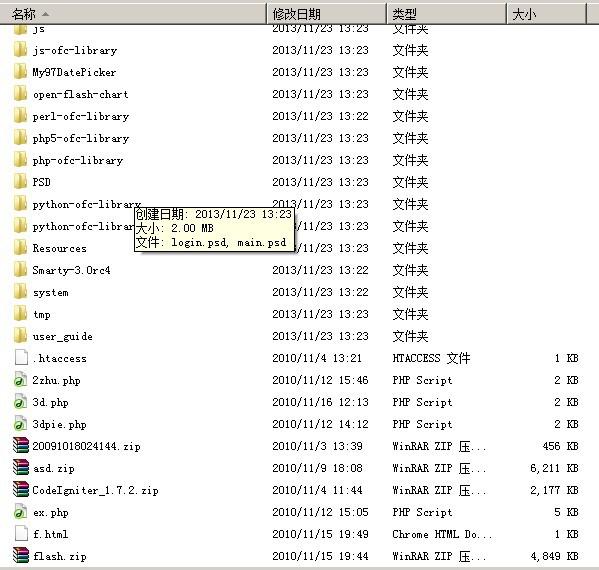 名称 修改日期 类型 大小
js 2013/11/23 13:23 文件夹
js-ofc-library 2013/11/23 13:23 文件夹
My97DatePicker 2013/11/23 13:23 文件夹
open-flash-chart 2013/11/23 13:23 文件夹
perl-ofc-library 2013/11/23 13:22 文件夹
php5-ofc-library 2013/11/23 13:23 文件夹
php-ofc-library 2013/11/23 13:22 文件夹
PSD 2013/11/23 13:23 文件夹
python-ofc-library 2013/11/23 13:23 文件夹
创建日期: 2013/11/23 13:23
大小: 2.00 MB
文件: login.psd, main.psd
python-ofc-librar 13:23 文件夹
Resources 13:23 文件夹
Smarty-3.0rc4 2013/11/23 13:22 文件夹
system 2013/11/23 13:22 文件夹
tmp 2013/11/23 13:23 文件夹
user_guide 2013/11/23 13:23 文件夹
.htaccess 2010/11/4 13:21 HTACCESS 文件 1 KB
2zhu.php 2010/11/12 15:46 PHP Script 2 KB
3d.php 2010/11/16 12:13 PHP Script 2 KB
3dpie.php 2010/11/12 14:12 PHP Script 2 KB
20091018024144.zip 2010/11/3 13:39 WinRAR ZIP 压... 456 KB
asd.zip 2010/11/9 18:08 WinRAR ZIP 压... 6,211 KB
CodeIgniter_1.7.2.zip 2010/11/4 11:44 WinRAR ZIP 压... 2,177 KB
ex.php 2010/11/12 15:05 PHP Script 5 KB
f.html 2010/11/15 19:49 Chrome HTML Do... 1 KB
flash.zip 2010/11/15 19:44 WinRAR ZIP 压... 4,849 KB